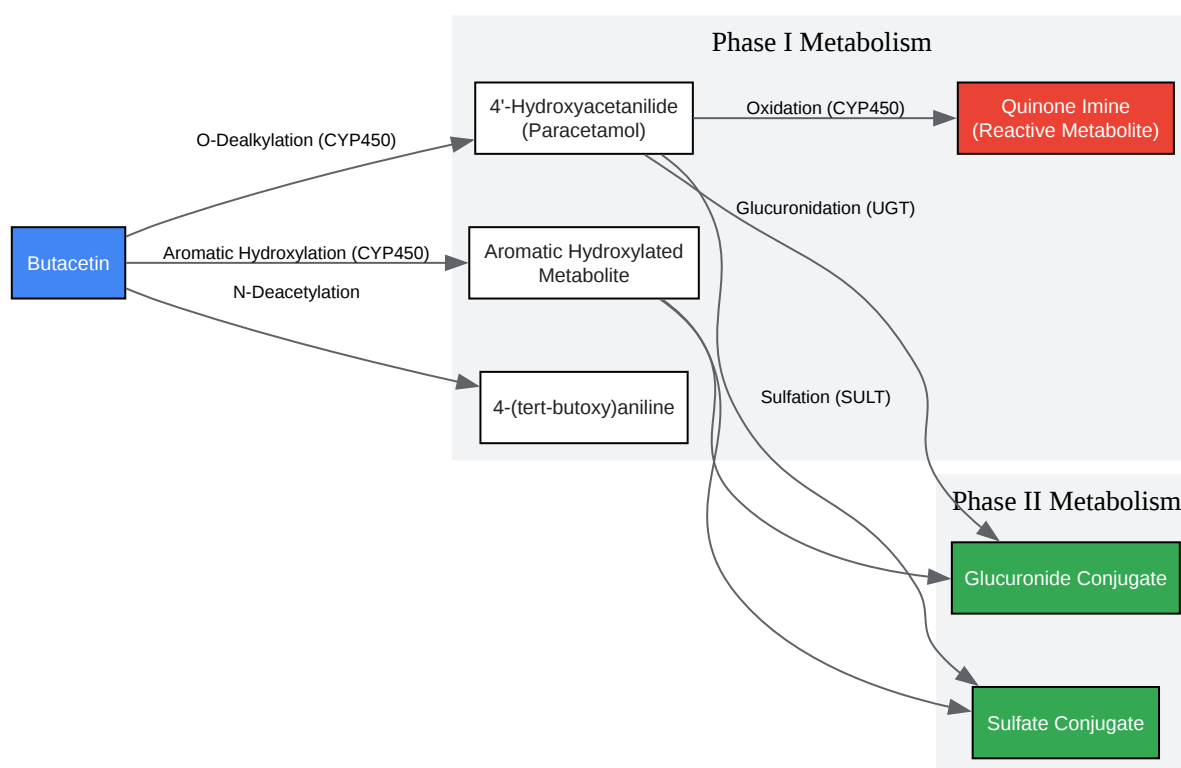 Phase I Metabolism
4'-Hydroxyacetanilide
(Paracetamol)
Oxidation (CYP450)
Quinone Imine
(Reactive Metabolite)
O-Dealkylation (CYP450)
Glucuronidation (UGT)
Butacetin
Aromatic Hydroxylation (CYP450)
Aromatic Hydroxylated
Metabolite
N-Deacetylation
4-(tert-butoxy)aniline
Sulfation (SULT)
Phase II Metabolism
Glucuronide Conjugate
Sulfate Conjugate